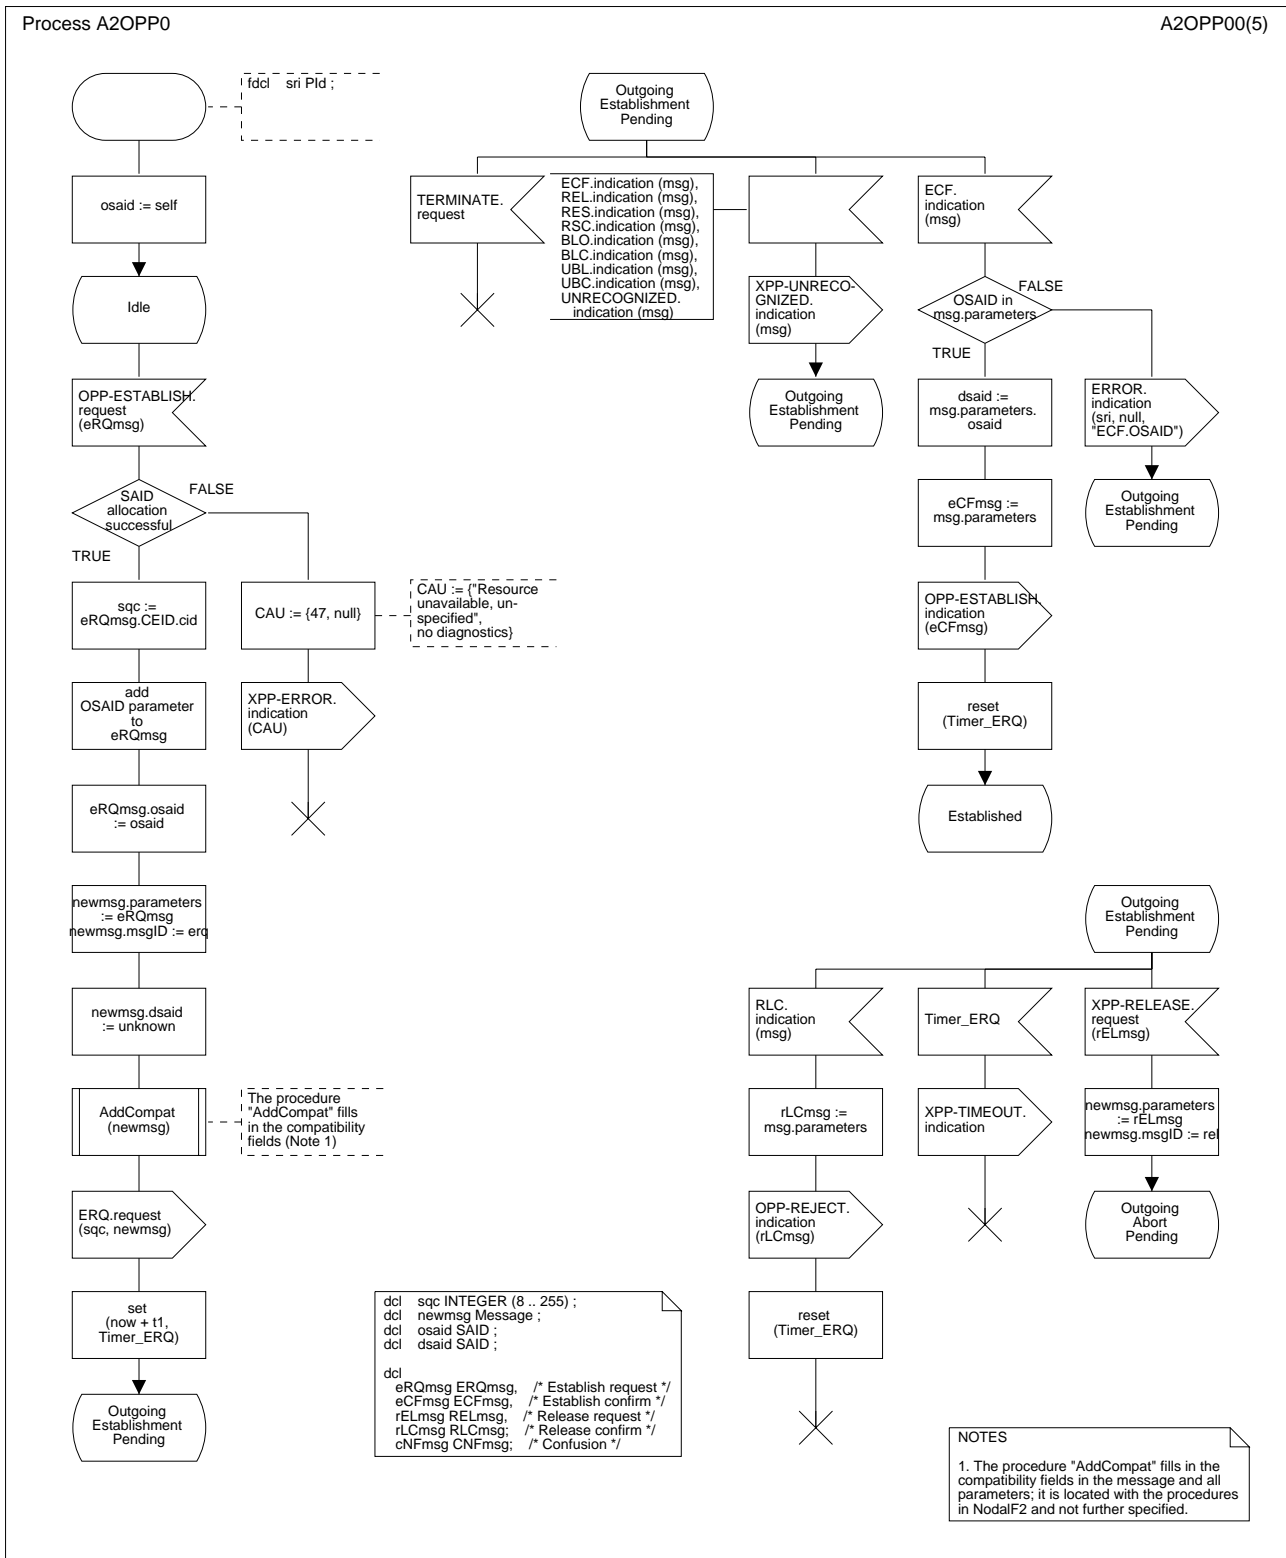 Process A2OPP0
A2OPP00(5)
fdcl sri PId ;
osaid := self
Idle
OPP-ESTABLISH.
request
(eRQmsg)
SAID
allocation
successful
FALSE
TRUE
sqc :=
eRQmsg.CEID.cid
CAU := {47, null}
CAU := {"Resource
unavailable, un-
specified",
no diagnostics}
add
OSAID parameter
to
eRQmsg
XPP-ERROR.
indication
(CAU)
eRQmsg.osaid
:= osaid
newmsg.parameters
:= eRQmsg
newmsg.msgID := erq
newmsg.dsaid
:= unknown
AddCompat
(newmsg)
The procedure
"AddCompat" fills
in the compatibility
fields (Note 1)
ERQ.request
(sqc, newmsg)
set
(now + t1,
Timer_ERQ)
Outgoing
Establishment
Pending
Outgoing
Establishment
Pending
TERMINATE.
request
ECF.indication (msg),
REL.indication (msg),
RES.indication (msg),
RSC.indication (msg),
BLO.indication (msg),
BLC.indication (msg),
UBL.indication (msg),
UBC.indication (msg),
UNRECOGNIZED.
indication (msg)
XPP-UNRECO-
GNIZED.
indication
(msg)
Outgoing
Establishment
Pending
ECF.
indication
(msg)
OSAID in
msg.parameters
FALSE
TRUE
dsaid :=
msg.parameters.
osaid
ERROR.
indication
(sri, null,
"ECF.OSAID")
eCFmsg :=
msg.parameters
Outgoing
Establishment
Pending
OPP-ESTABLISH.
indication
(eCFmsg)
reset
(Timer_ERQ)
Established
Outgoing
Establishment
Pending
RLC.
indication
(msg)
Timer_ERQ
XPP-RELEASE.
request
(rELmsg)
rLCmsg :=
msg.parameters
XPP-TIMEOUT.
indication
newmsg.parameters
:= rELmsg
newmsg.msgID := rel
OPP-REJECT.
indication
(rLCmsg)
Outgoing
Abort
Pending
reset
(Timer_ERQ)
dcl sqc INTEGER (8 .. 255) ;
dcl newmsg Message ;
dcl osaid SAID ;
dcl dsaid SAID ;
dcl
eRQmsg ERQmsg, /* Establish request */
eCFmsg ECFmsg, /* Establish confirm */
rELmsg RELmsg, /* Release request */
rLCmsg RLCmsg; /* Release confirm */
cNFmsg CNFmsg; /* Confusion */
NOTES
1. The procedure "AddCompat" fills in the
compatibility fields in the message and all
parameters; it is located with the procedures
in NodalF2 and not further specified.